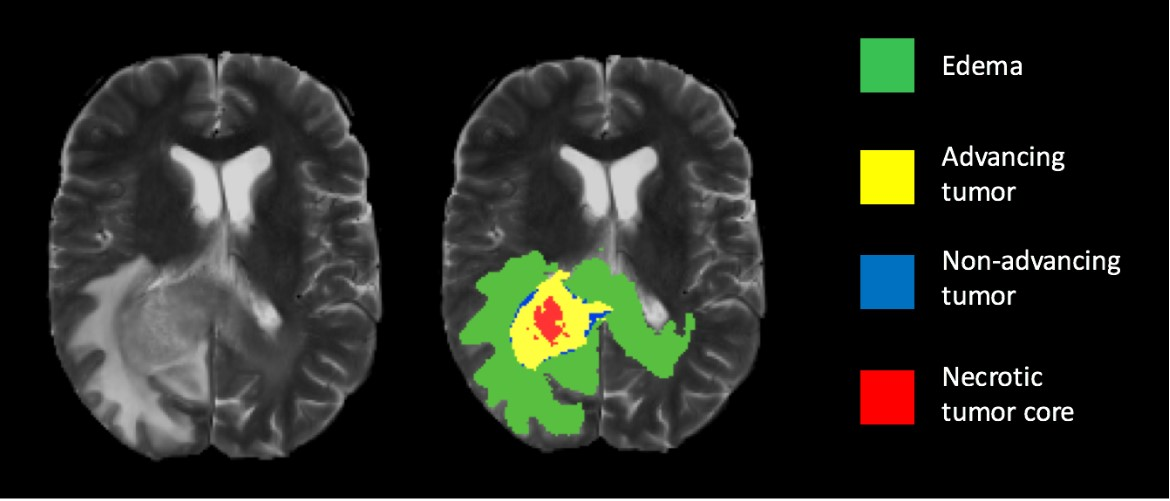 Edema
Advancing
tumor
Non-advancing
tumor
Necrotic
tumor core